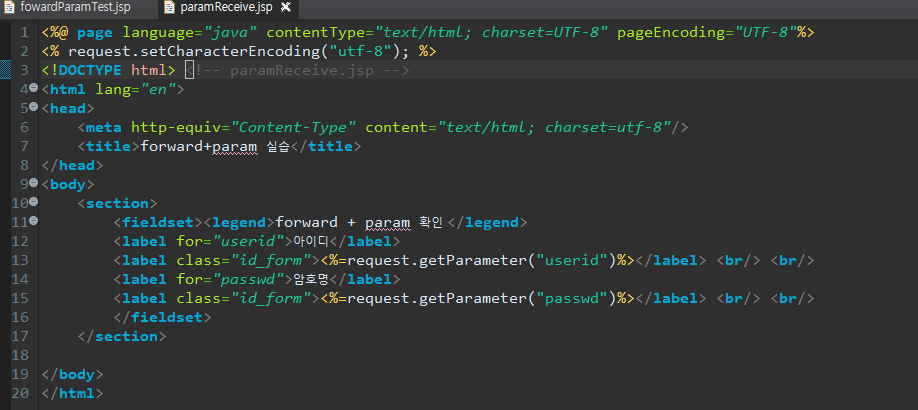 fowardParamTest.jsp paramReceive.jsp
1 <%@ page language="java" contentType="text/html; charset=UTF-8" pageEncoding="UTF-8"%>
2 <% request.setCharacterEncoding("utf-8"); %>
3 <!DOCTYPE html> <!-- paramReceive.jsp -->
4 <html lang="en">
5 <head>
6 <meta http-equiv="Content-Type" content="text/html; charset=utf-8"/>
7 <title>forward+param 실습</title>
8 </head>
9 <body>
10 <section>
11 <fieldset><legend>forward + param 확인</legend>
12 <label for="userid">아이디</label>
13 <label class="id_form"><%=request.getParameter("userid")%></label> <br/> <br/>
14 <label for="passwd">암호명</label>
15 <label class="id_form"><%=request.getParameter("passwd")%></label> <br/> <br/>
16 </fieldset>
17 </section>
18
19 </body>
20 </html>